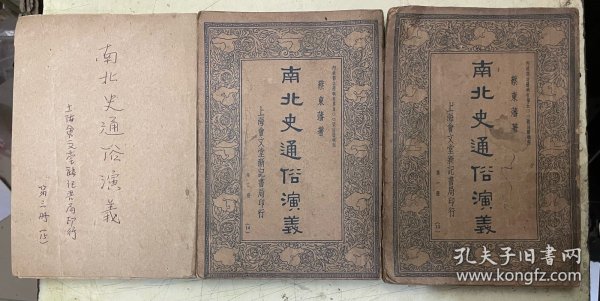 南北史通俗演義
上海會文堂新记書局印行
第三册
蔡東藩著
南北史通俗演義
上海會文堂新記書局印行
蔡東藩著
南北史通俗演義
上海會文堂新記書局印行
孔夫子旧书网
www.kongfz.com